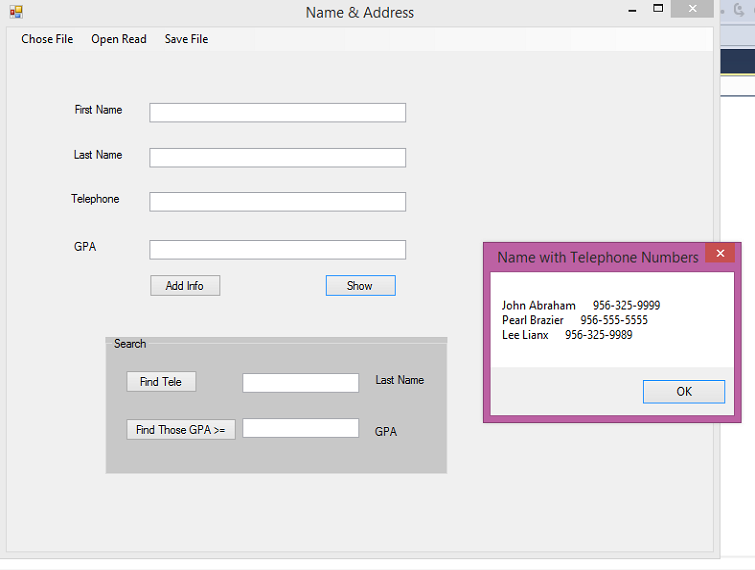 Name & Address
Chose File Open Read Save File
First Name
Last Name
Telephone
GPA
Add Info Show
Search
Find Tele Last Name
Find Those GPA >= GPA
Name with Telephone Numbers
John Abraham 956-325-9999
Pearl Brazier 956-555-5555
Lee Lianx 956-325-9989
OK